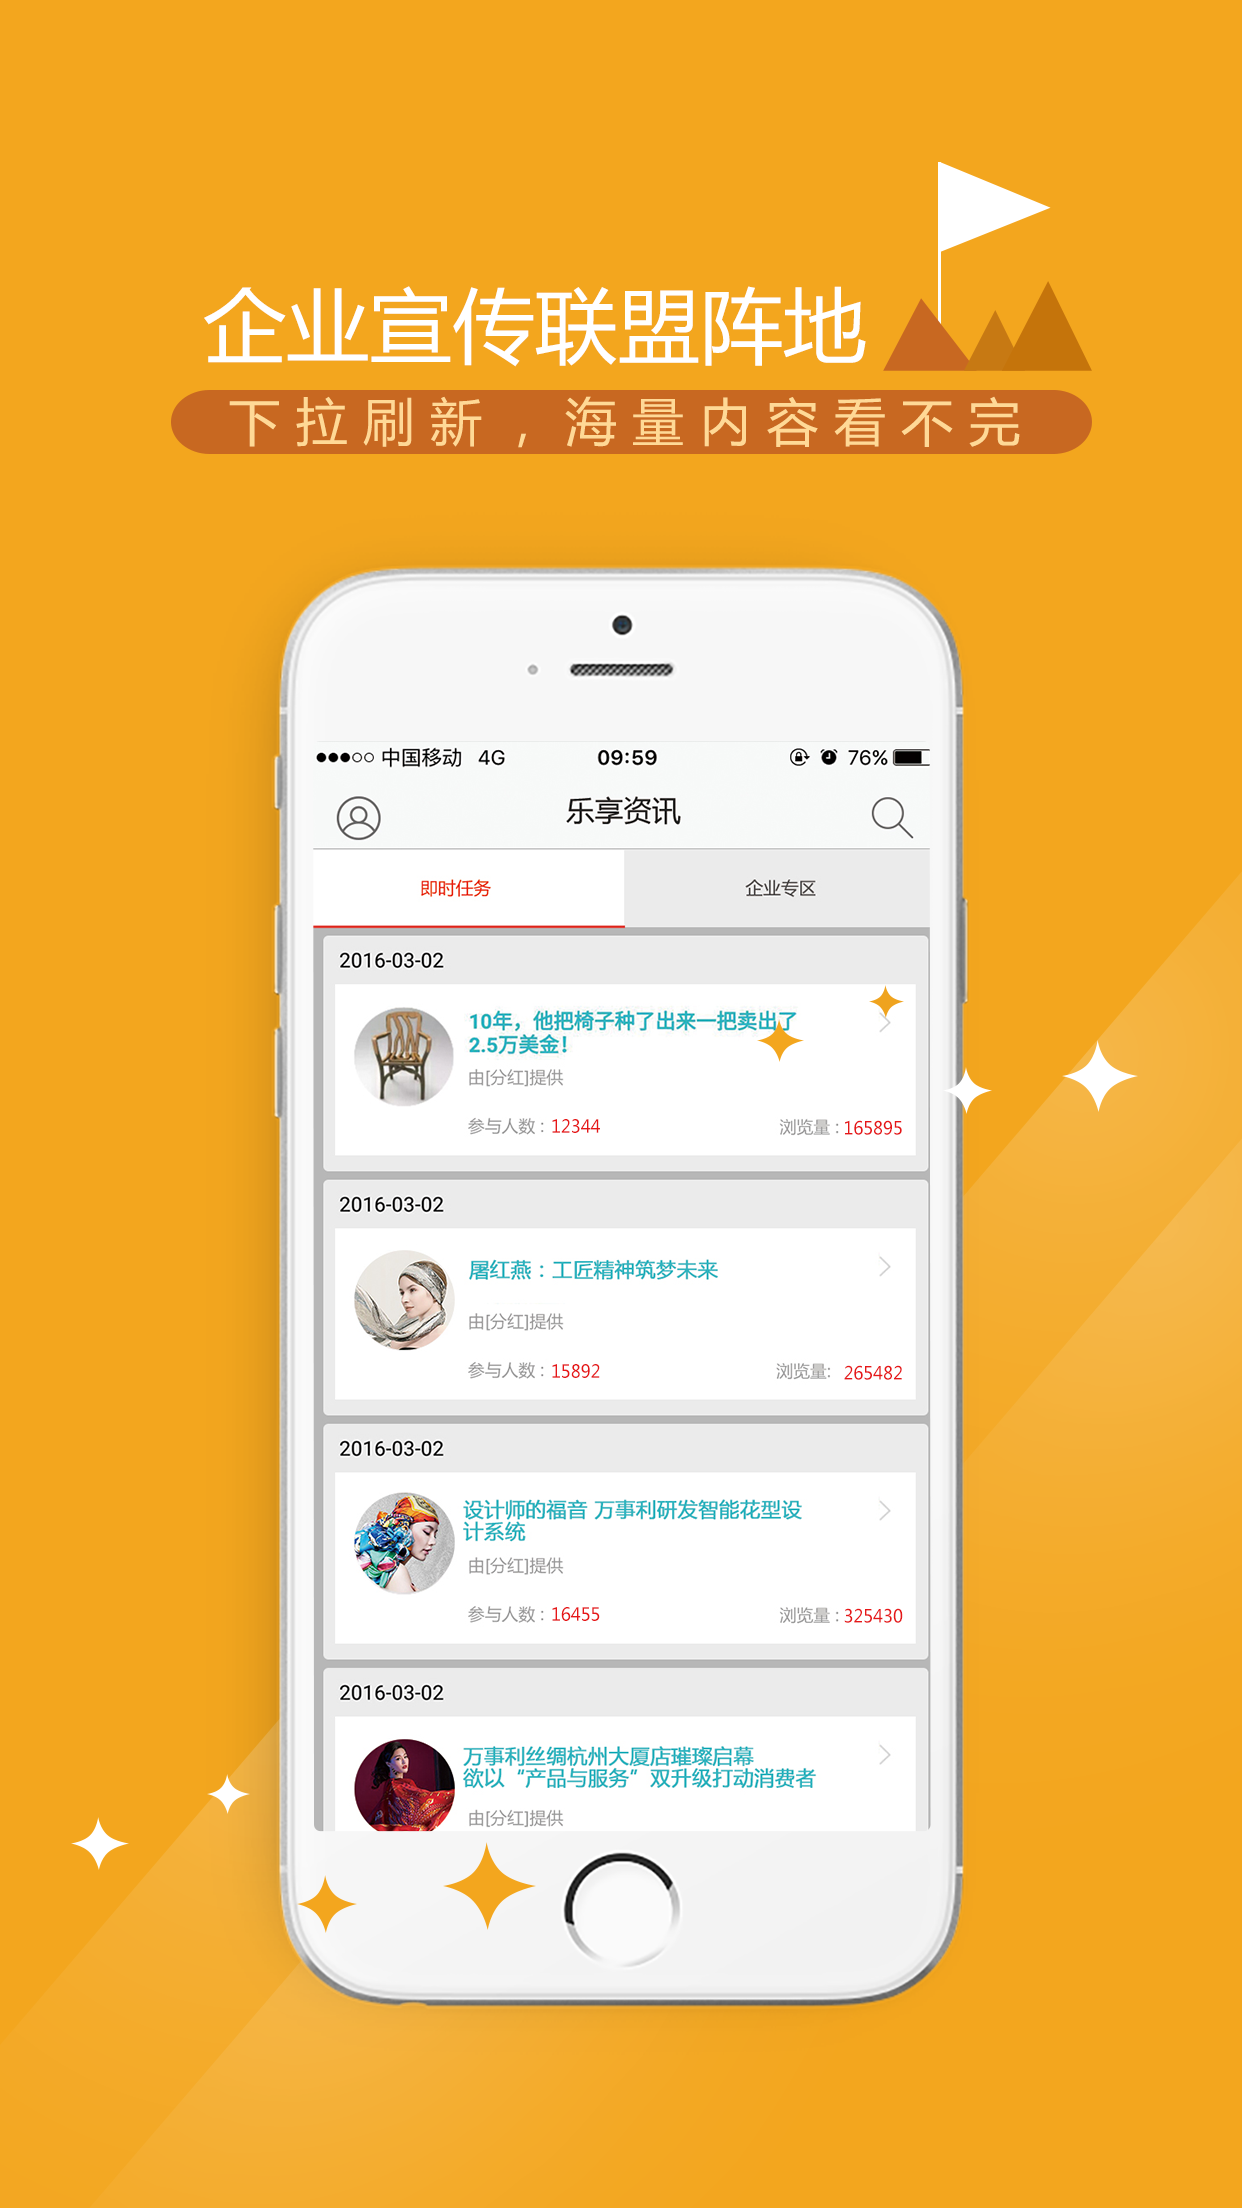 企业宣传联盟阵地
下拉刷新，海量内容看不完
中国移动 4G 09:59 76%
乐享资讯
即时任务 企业专区
2016-03-02
10年，他把椅子种了出来一把卖出了
2.5万美金！
由[分红]提供
参与人数：12344 浏览量：165895
2016-03-02
屠红燕：工匠精神筑梦未来
由[分红]提供
参与人数：15892 浏览量: 265482
2016-03-02
设计师的福音 万事利研发智能花型设
计系统
由[分红]提供
参与人数：16455 浏览量：325430
2016-03-02
万事利丝绸杭州大厦店璀璨启幕
欲以“产品与服务”双升级打动消费者
由[分红]提供